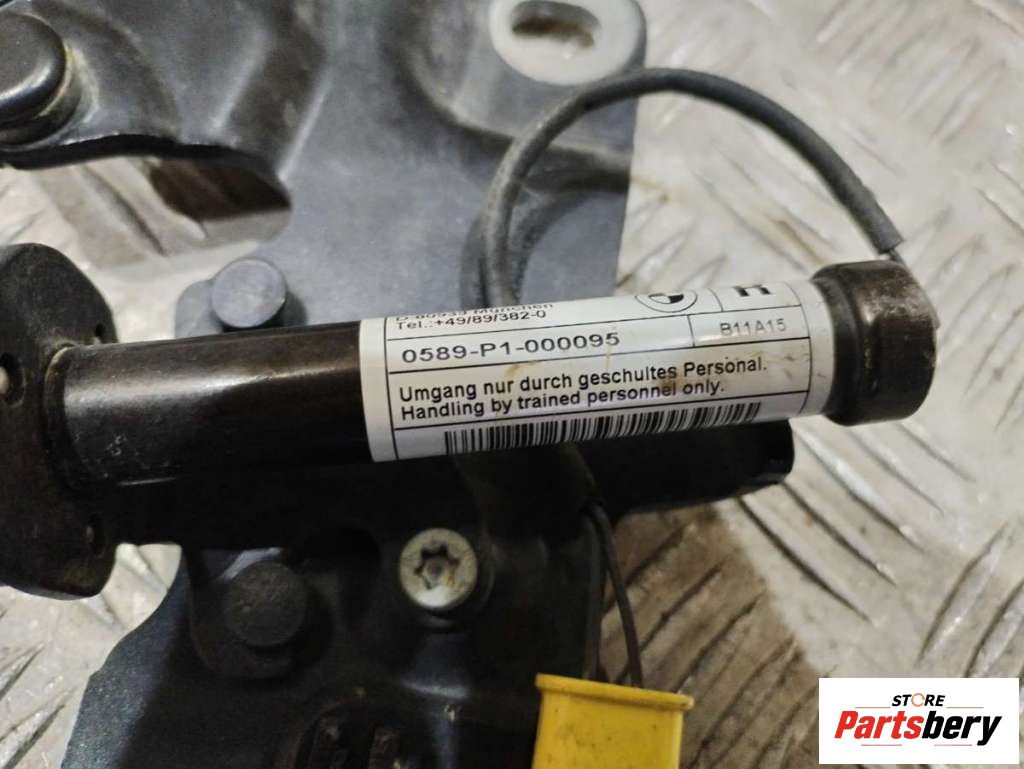 Tel.:+49/89/382-0
H
0589-P1-000095
B11A15
Umgang nur durch geschultes Personal.
Handling by trained personnel only.
STORE
Partsbery